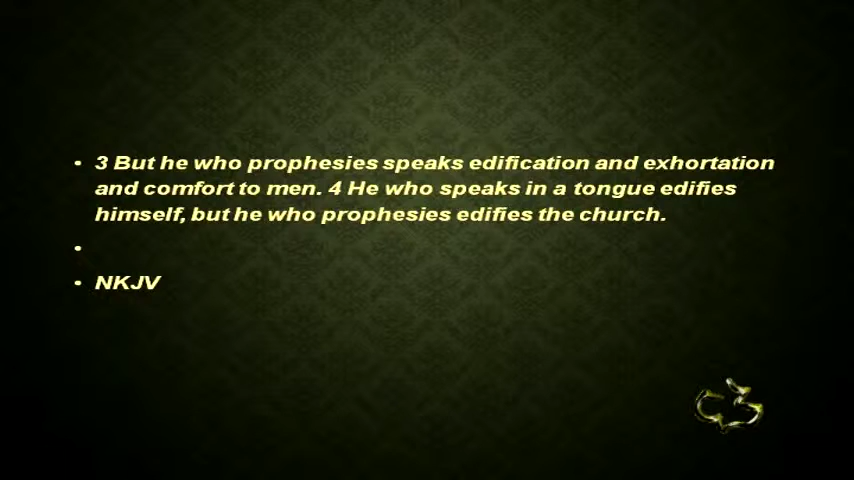 • 3 But he who prophesies speaks edification and exhortation
and comfort to men. 4 He who speaks in a tongue edifies
himself, but he who prophesies edifies the church.
•
• NKJV
C3